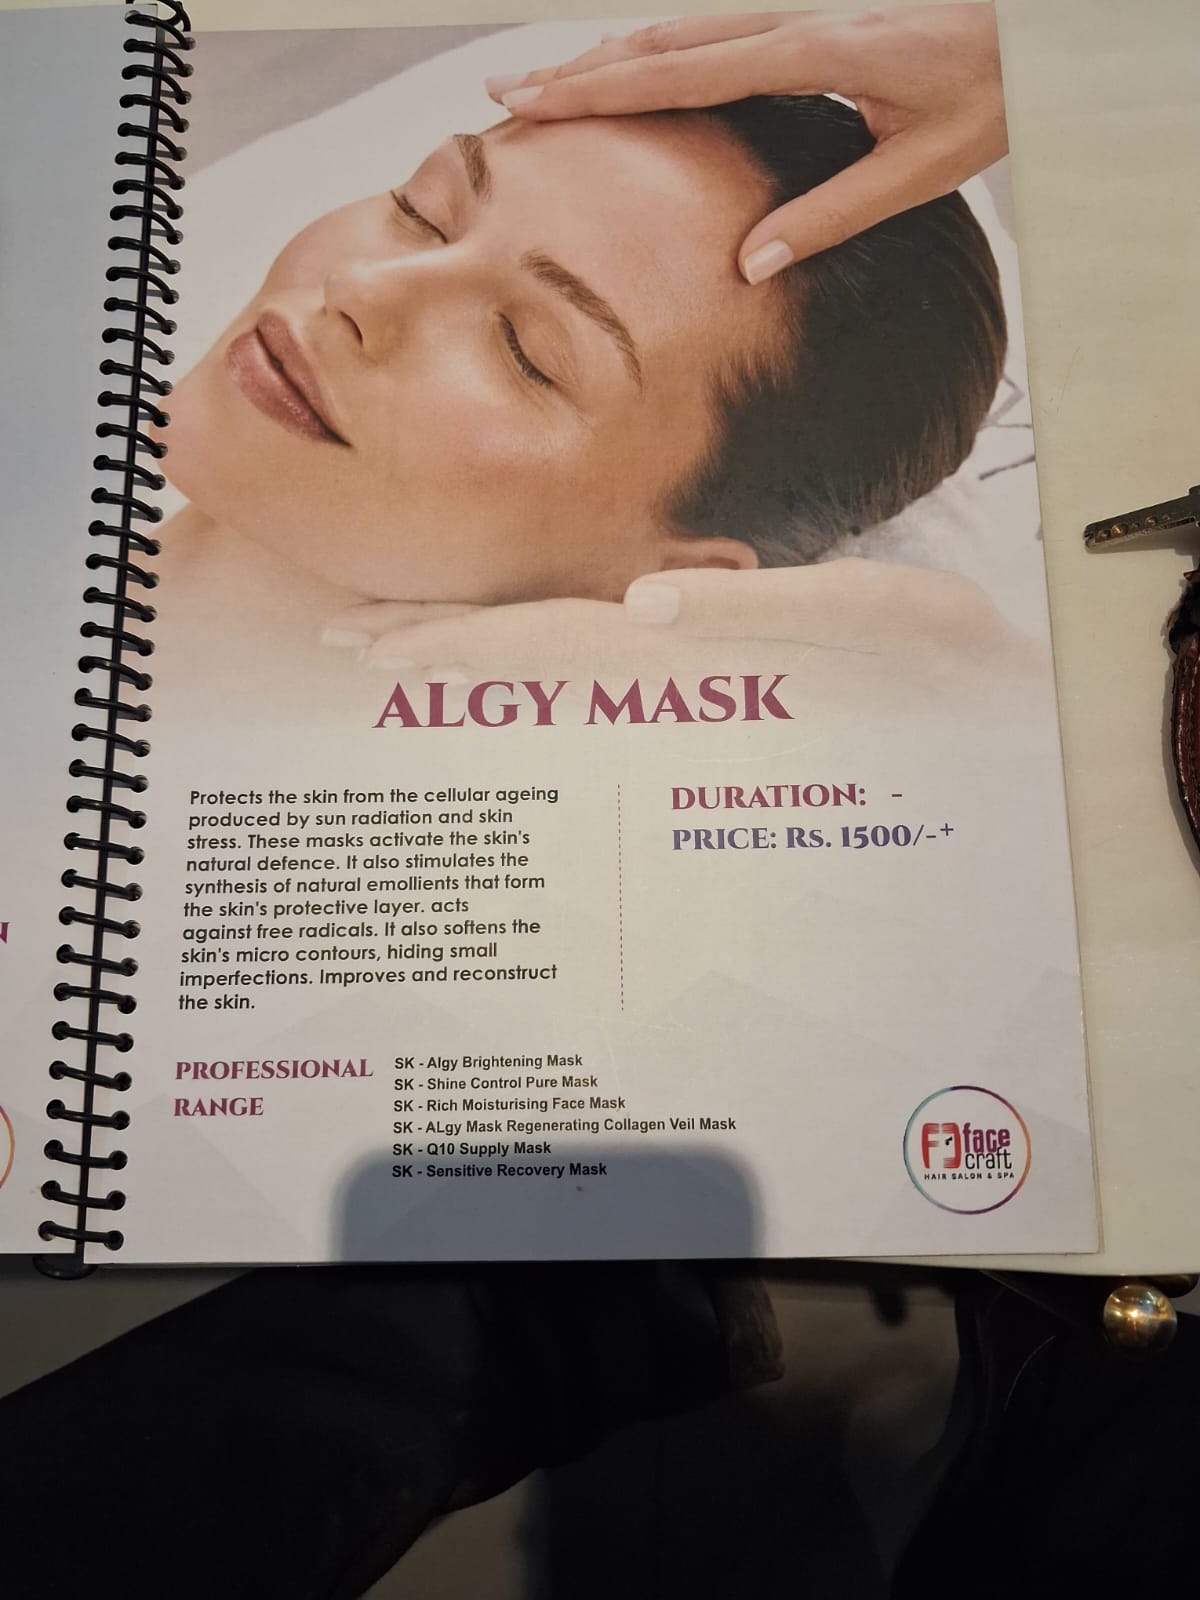 ALGY MASK
Protects the skin from the cellular ageing
produced by sun radiation and skin
stress. These masks activate the skin's
natural defence. It also stimulates the
synthesis of natural emollients that form
the skin's protective layer. acts
against free radicals. It also softens the
skin's micro contours, hiding small
imperfections. Improves and reconstruct
the skin.
DURATION: -
PRICE: Rs. 1500/-+
PROFESSIONAL
RANGE
SK - Algy Brightening Mask
SK - Shine Control Pure Mask
SK - Rich Moisturising Face Mask
SK - ALgy Mask Regenerating Collagen Veil Mask
SK - Q10 Supply Mask
SK - Sensitive Recovery Mask
face
craft
HAIR SALON & SPA